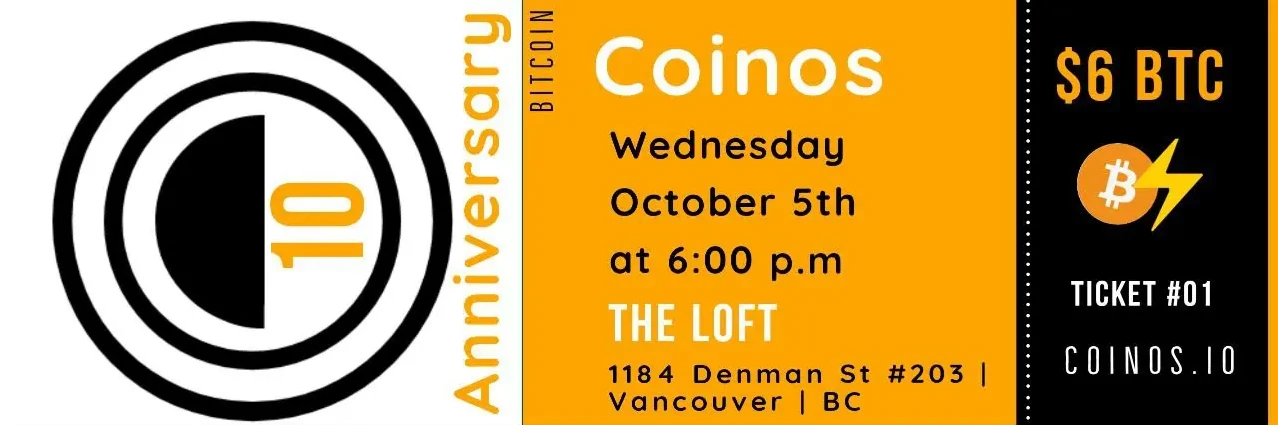 10
Anniversary
BITCOIN
Coinos
Wednesday
October 5th
at 6:00 p.m
THE LOFT
1184 Denman St #203 |
Vancouver | BC
$6 BTC
₿
TICKET #01
COINOS.IO